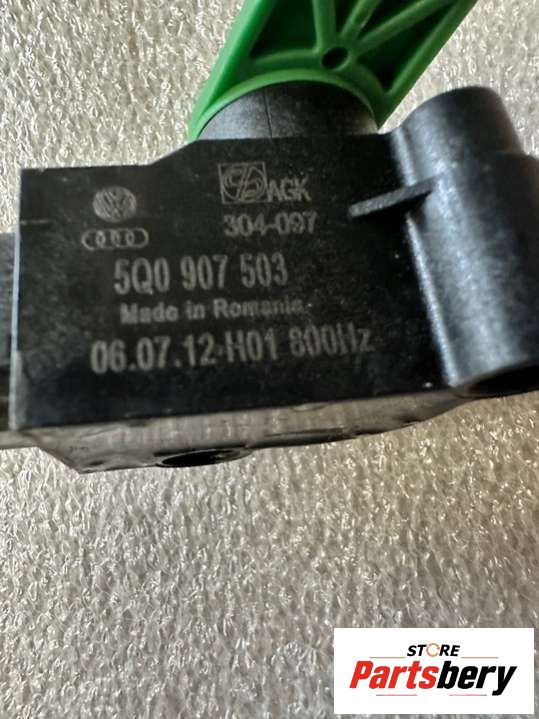 AGK
304-097
5Q0 907 503
Made in Romania
06.07.12 H01 800Hz
STORE
Partsbery